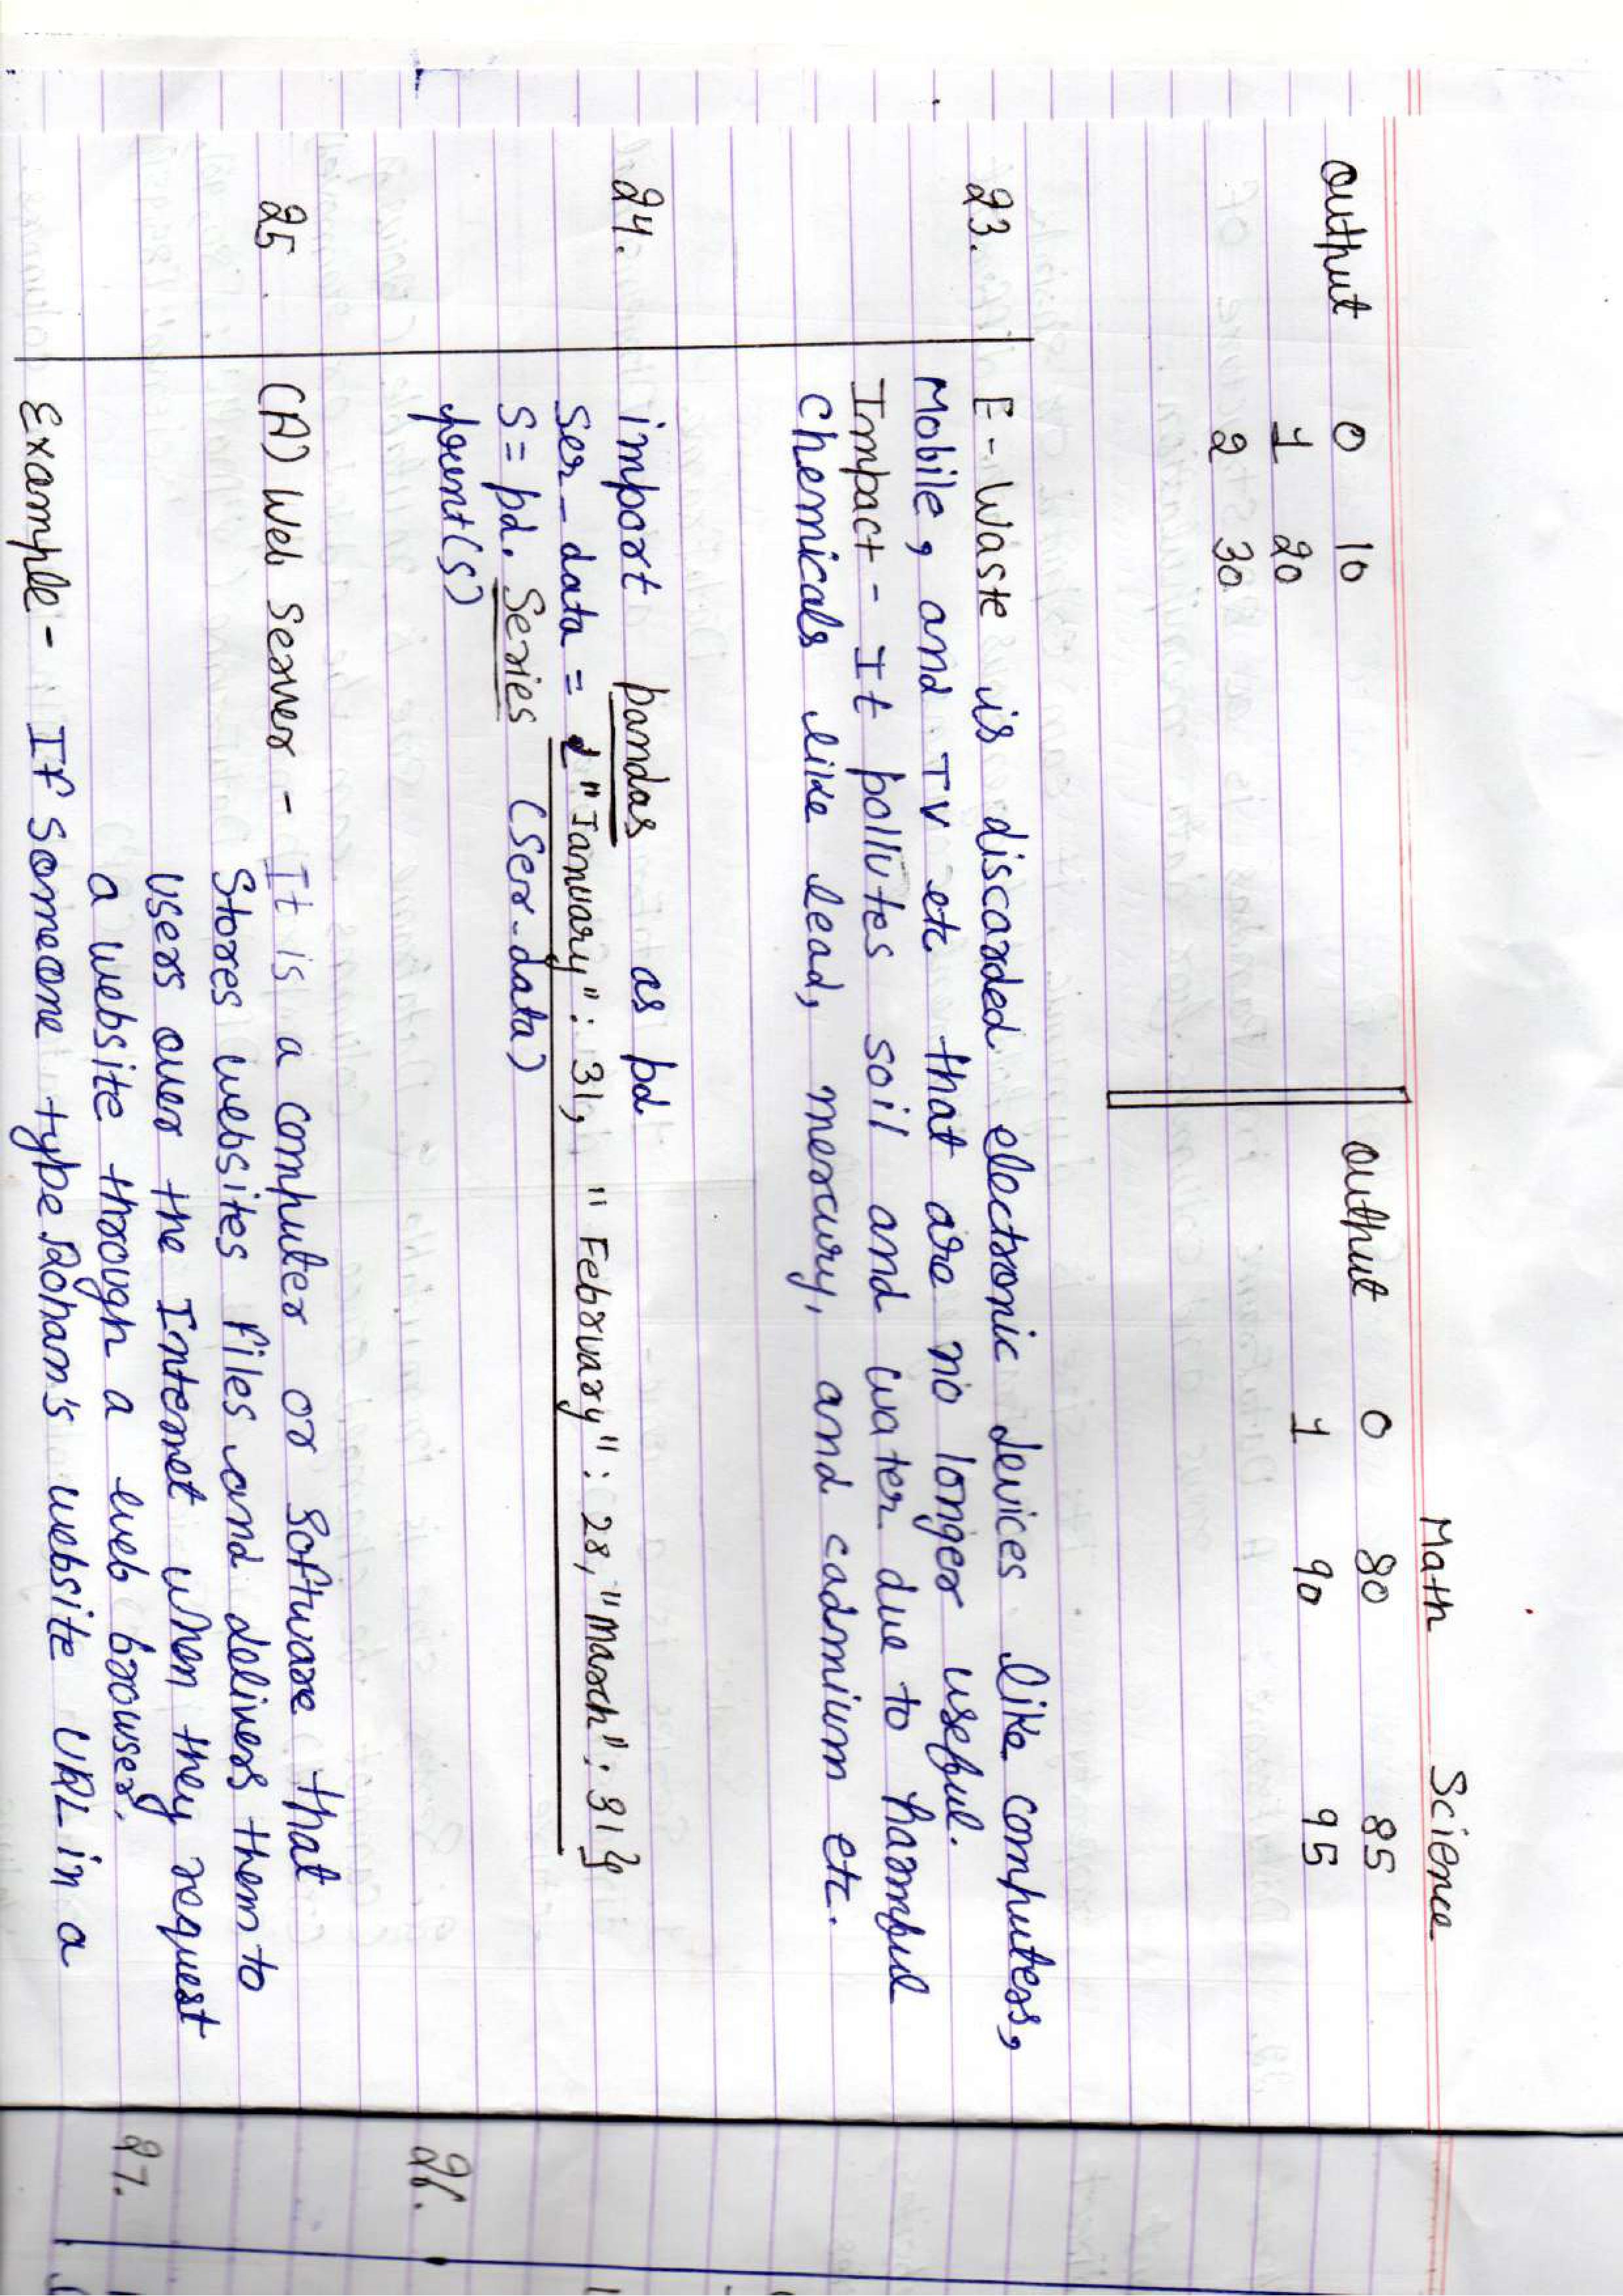 Math Science
Output 0 10
1 20
2 30
Output 0 80 85
1 90 95
23. E-Waste is discarded electronic devices like computers,
Mobile, and TV etc that are no longer useful.
Impact - It pollutes soil and water due to harmful
Chemicals like lead, mercury, and cadmium etc.
24. import pandas as pd
Ser_data = {"January": 31, "February": 28, "March": 31}
S = pd. Series (Ser_data)
print(S)
25. (A) Web Server - It is a computer or Software that
Stores websites files and delivers them to
users over the Internet when they request
a website through a web browser.
Example - If Someone type Rohan's website URL in a
26.
27.